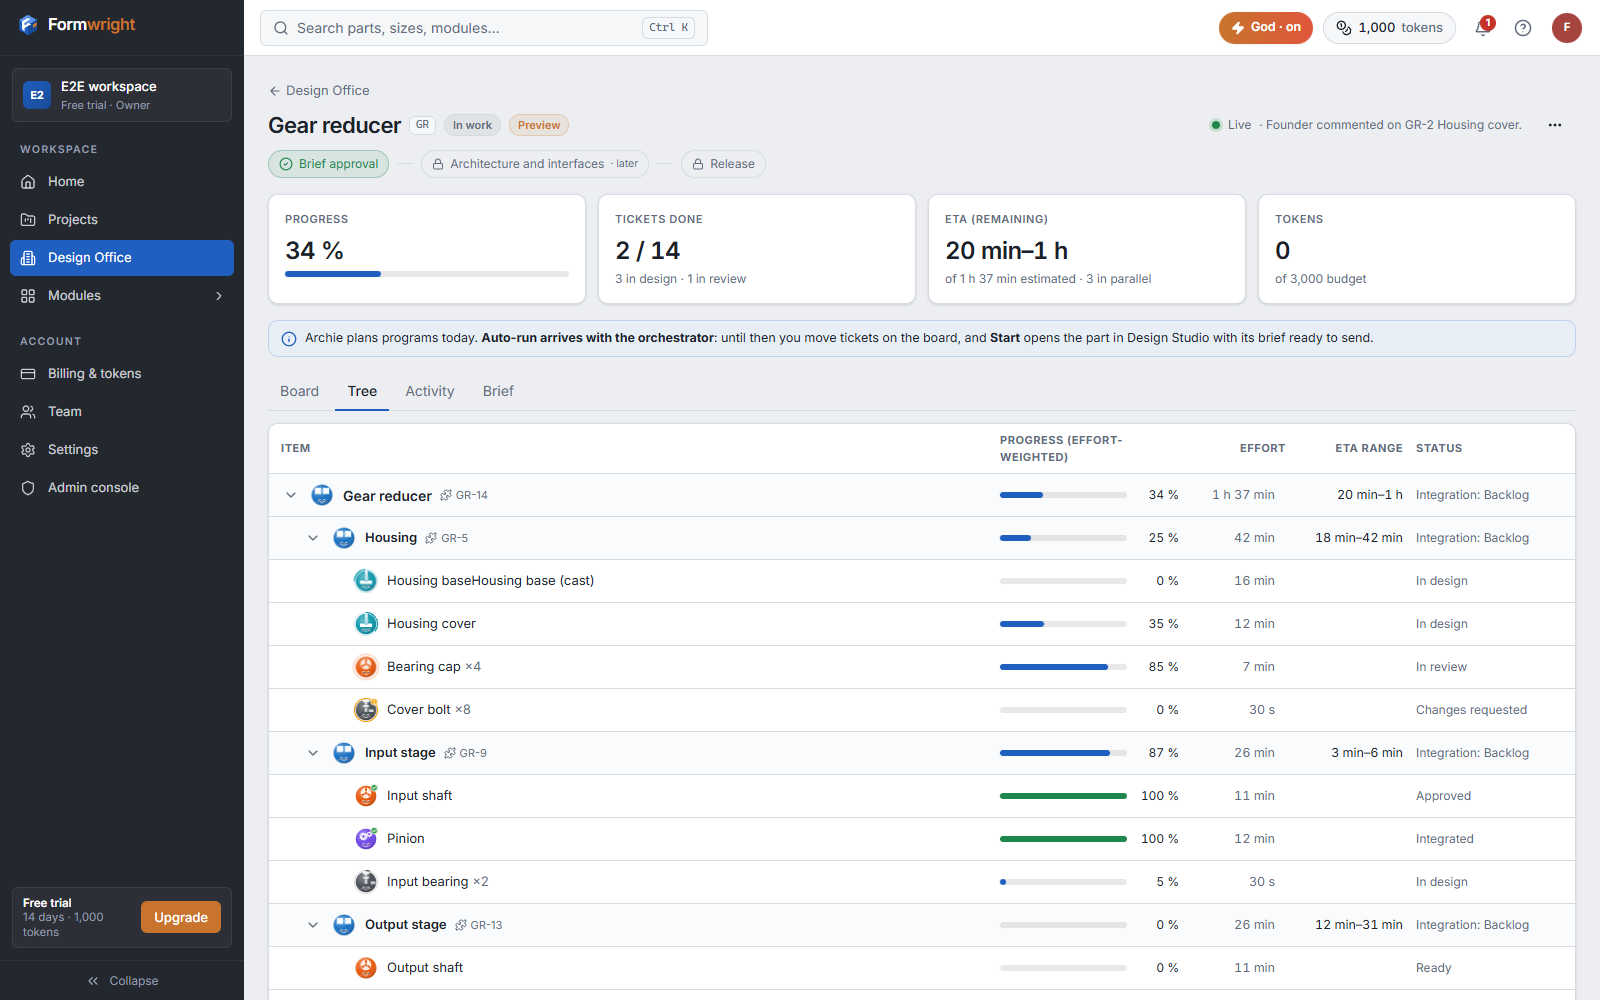 Formwright
Search parts, sizes, modules...
Ctrl K
God · on
1,000 tokens
1
F
E2
E2E workspace
Free trial · Owner
WORKSPACE
Home
Projects
Design Office
Modules
ACCOUNT
Billing & tokens
Team
Settings
Admin console
Free trial
14 days · 1,000
tokens
Upgrade
Collapse
Design Office
Gear reducer
GR
In work
Preview
Live · Founder commented on GR-2 Housing cover.
Brief approval
Architecture and interfaces · later
Release
PROGRESS
34 %
TICKETS DONE
2 / 14
3 in design · 1 in review
ETA (REMAINING)
20 min–1 h
of 1 h 37 min estimated · 3 in parallel
TOKENS
0
of 3,000 budget
Archie plans programs today. Auto-run arrives with the orchestrator: until then you move tickets on the board, and Start opens the part in Design Studio with its brief ready to send.
Board Tree Activity Brief
ITEM PROGRESS (EFFORT-WEIGHTED) EFFORT ETA RANGE STATUS
Gear reducer GR-14 34 % 1 h 37 min 20 min–1 h Integration: Backlog
Housing GR-5 25 % 42 min 18 min–42 min Integration: Backlog
Housing baseHousing base (cast) 0 % 16 min In design
Housing cover 35 % 12 min In design
Bearing cap ×4 85 % 7 min In review
Cover bolt ×8 0 % 30 s Changes requested
Input stage GR-9 87 % 26 min 3 min–6 min Integration: Backlog
Input shaft 100 % 11 min Approved
Pinion 100 % 12 min Integrated
Input bearing ×2 5 % 30 s In design
Output stage GR-13 0 % 26 min 12 min–31 min Integration: Backlog
Output shaft 0 % 11 min Ready